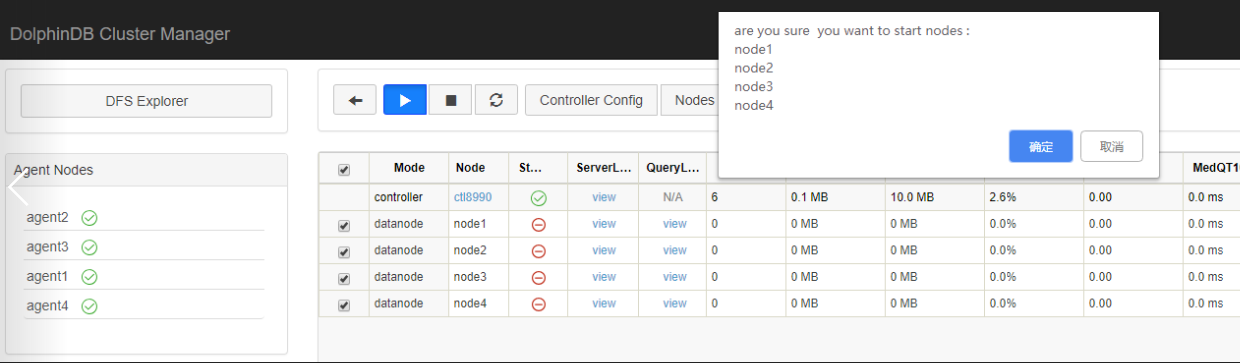 DolphinDB Cluster Manager
are you sure  you want to start nodes :
node1
node2
node3
node4
确定
取消
DFS Explorer
Controller Config
Nodes
Agent Nodes
agent2
agent3
agent1
agent4
Mode Node St... ServerL... QueryL... MedQT1
controller ctl8990 view N/A 6 0.1 MB 10.0 MB 2.6% 0.00 0.0 ms
datanode node1 view view 0 0 MB 0 MB 0.0% 0.00 0.0 ms
datanode node2 view view 0 0 MB 0 MB 0.0% 0.00 0.0 ms
datanode node3 view view 0 0 MB 0 MB 0.0% 0.00 0.0 ms
datanode node4 view view 0 0 MB 0 MB 0.0% 0.00 0.0 ms